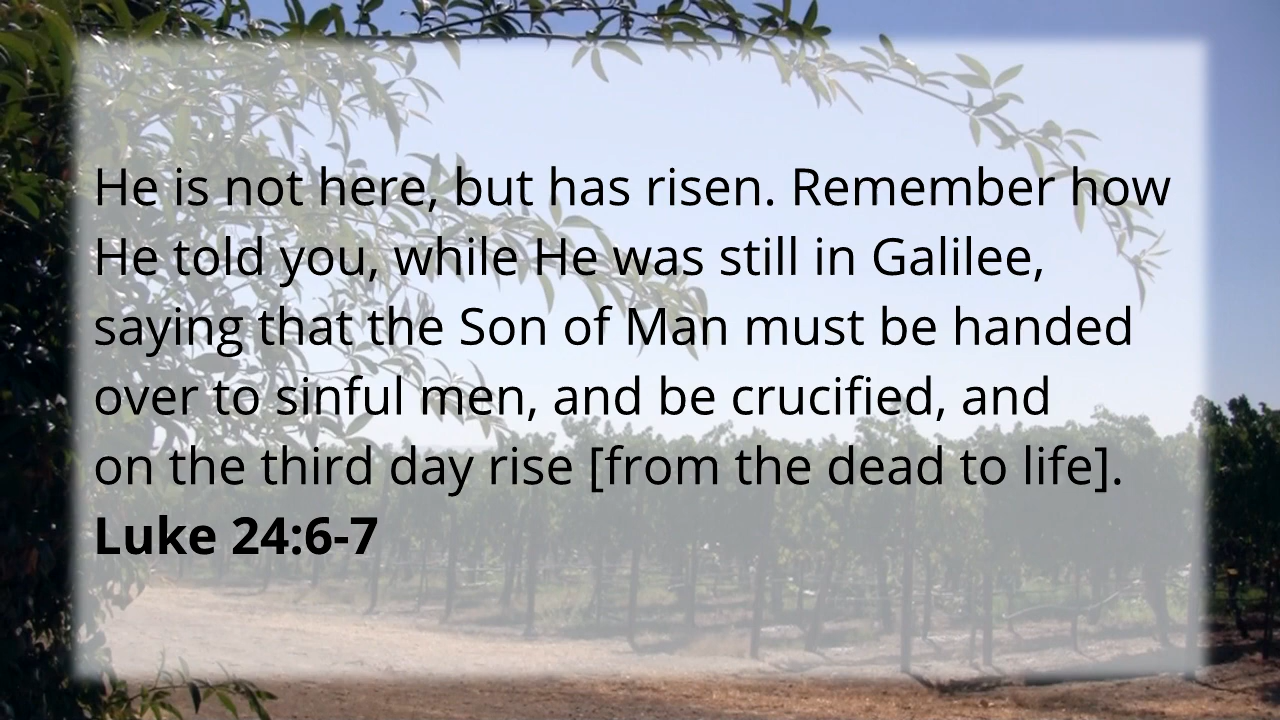 He is not here, but has risen. Remember how
He told you, while He was still in Galilee,
saying that the Son of Man must be handed
over to sinful men, and be crucified, and
on the third day rise [from the dead to life].
Luke 24:6-7